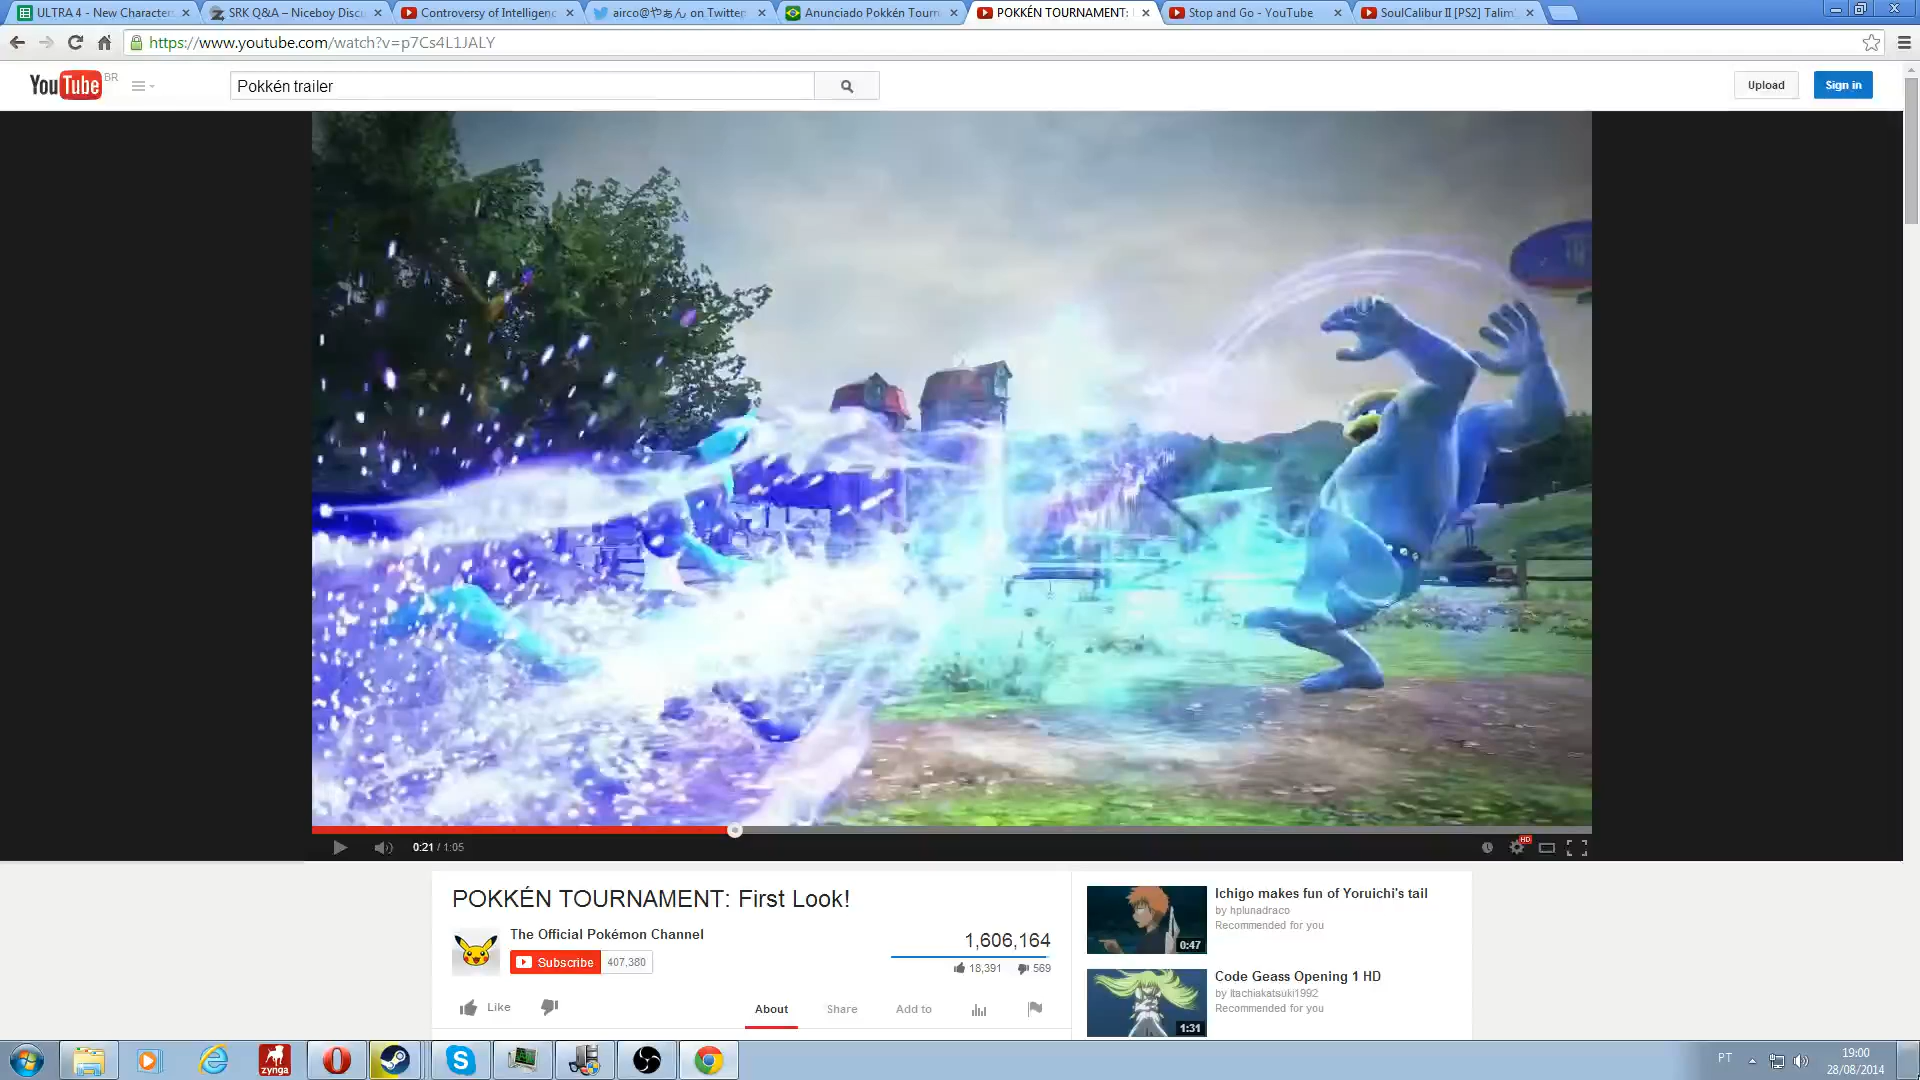 ULTRA 4 - New Character
SRK Q&A – Niceboy Discu
Controversy of Intelligenc
airco@やぁん on Twitter
Anunciado Pokkén Tourn
POKKÉN TOURNAMENT:
Stop and Go - YouTube
SoulCalibur II [PS2] Talim'
https://www.youtube.com/watch?v=p7Cs4L1JALY
YouTube BR
Pokkén trailer
Upload
Sign in
0:21 / 1:05
HD
POKKÉN TOURNAMENT: First Look!
The Official Pokémon Channel
Subscribe 407,380
1,606,164
18,391 569
Like
About
Share
Add to
Ichigo makes fun of Yoruichi's tail
by hplunadraco
Recommended for you
0:47
Code Geass Opening 1 HD
by Itachiakatsuki1992
Recommended for you
1:31
zynga
PT
19:00
28/08/2014